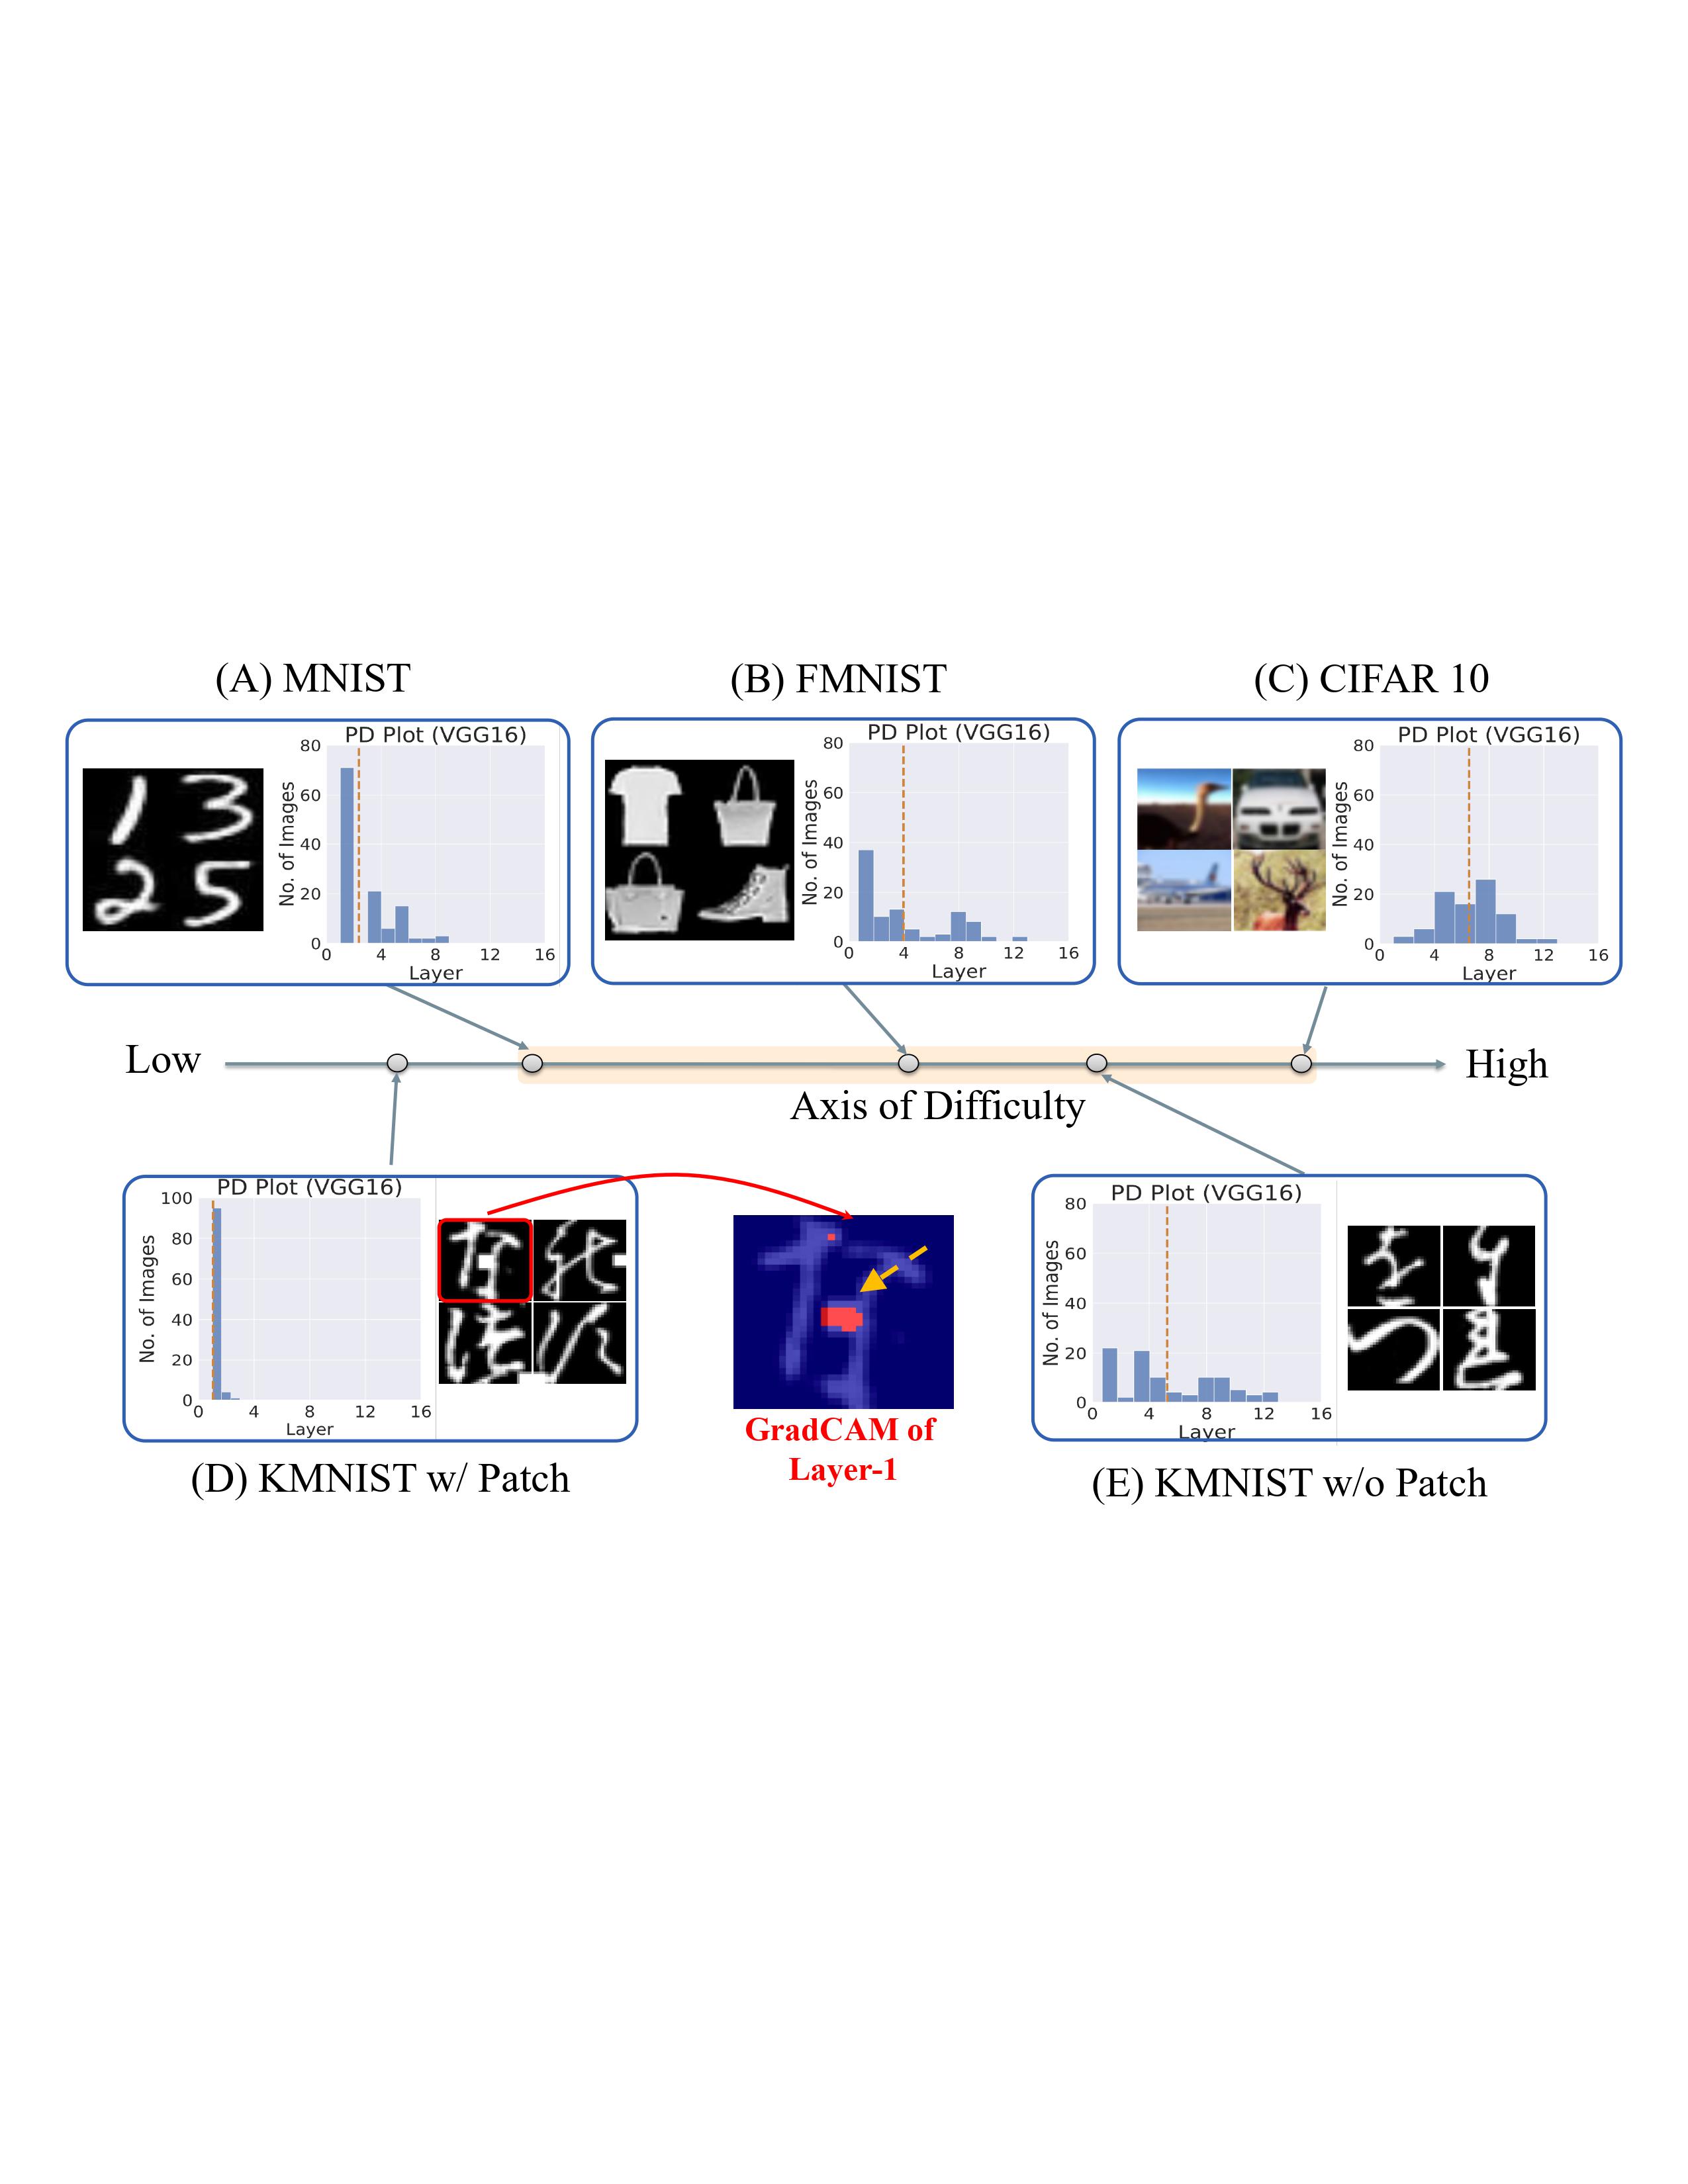 (A) MNIST
(B) FMNIST
(C) CIFAR 10
PD Plot (VGG16)
No. of Images
80
60
40
20
0
0 4 8 12 16
Layer
PD Plot (VGG16)
No. of Images
80
60
40
20
0
0 4 8 12 16
Layer
PD Plot (VGG16)
No. of Images
80
60
40
20
0
0 4 8 12 16
Layer
1 3
2 5
Low
High
Axis of Difficulty
PD Plot (VGG16)
No. of Images
100
80
60
40
20
0
0 4 8 12 16
Layer
GradCAM of
Layer-1
PD Plot (VGG16)
No. of Images
80
60
40
20
0
0 4 8 12 16
Layer
(D) KMNIST w/ Patch
(E) KMNIST w/o Patch